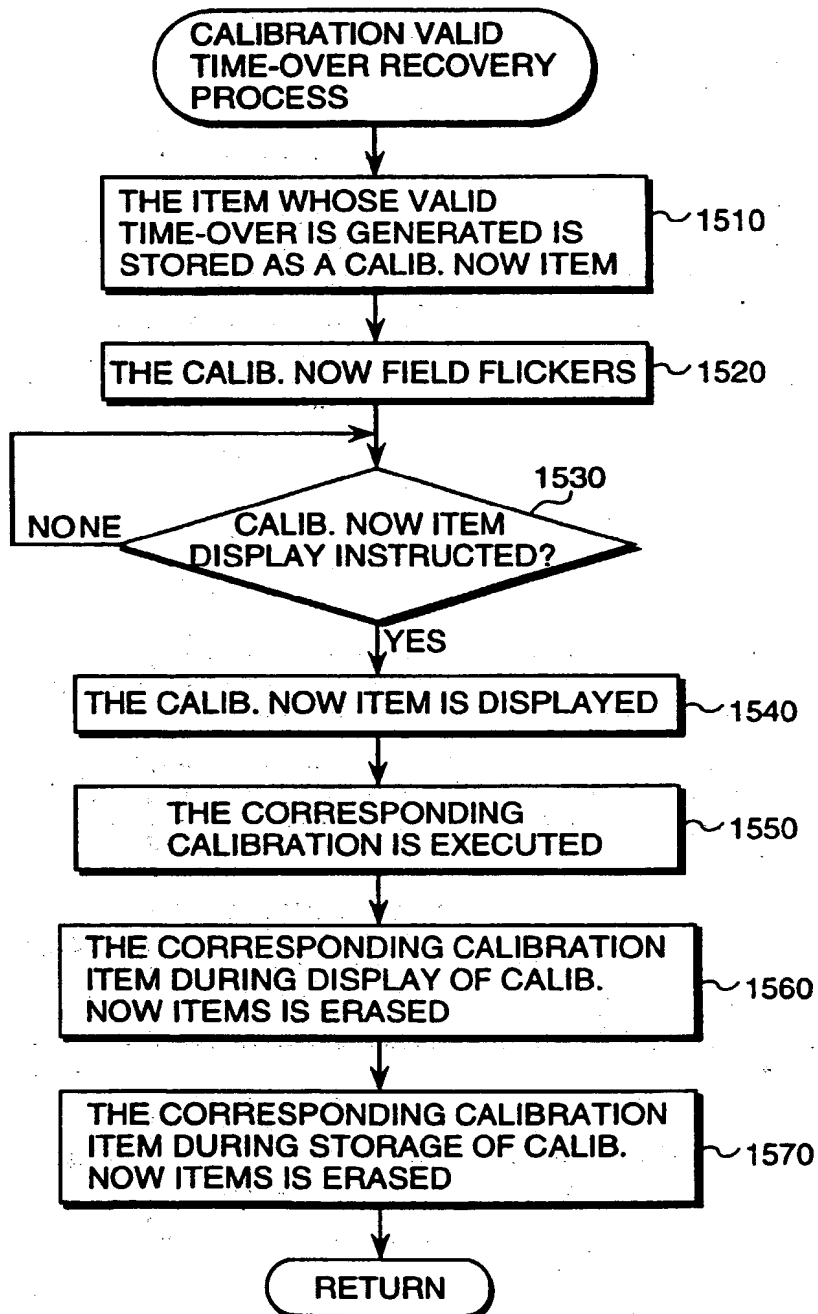 CALIBRATION VALID
TIME-OVER RECOVERY
PROCESS
THE ITEM WHOSE VALID
TIME-OVER IS GENERATED IS
STORED AS A CALIB. NOW ITEM
1510
THE CALIB. NOW FIELD FLICKERS
1520
1530
NONE
CALIB. NOW ITEM
DISPLAY INSTRUCTED?
YES
THE CALIB. NOW ITEM IS DISPLAYED
1540
THE CORRESPONDING
CALIBRATION IS EXECUTED
1550
THE CORRESPONDING CALIBRATION
ITEM DURING DISPLAY OF CALIB.
NOW ITEMS IS ERASED
1560
THE CORRESPONDING CALIBRATION
ITEM DURING STORAGE OF CALIB.
NOW ITEMS IS ERASED
1570
RETURN